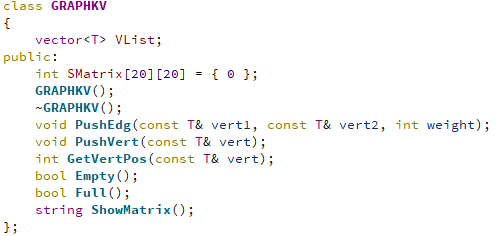 class GRAPHKV
{
    vector<T> VList;
public:
    int SMatrix[20][20] = { 0 };
    GRAPHKV();
    ~GRAPHKV();
    void PushEdg(const T& vert1, const T& vert2, int weight);
    void PushVert(const T& vert);
    int GetVertPos(const T& vert);
    bool Empty();
    bool Full();
    string ShowMatrix();
};